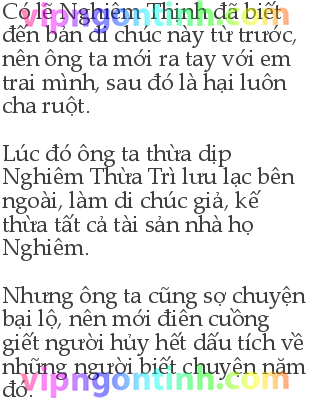 vipngontinh.com
Có lẽ Nghiêm Thịnh đã biết
đến bản di chúc này từ trước,
nên ông ta mới ra tay với em
trai mình, sau đó là hại luôn
cha ruột.
Lúc đó ông ta thừa dịp
Nghiêm Thừa Trì lưu lạc bên
ngoài, làm di chúc giả, kế
thừa tất cả tài sản nhà họ
Nghiêm.
Nhưng ông ta cũng sợ chuyện
bại lộ, nên mới điên cuồng
giết người hủy hết dấu tích về
những người biết chuyện năm
đó.
vipngontinh.com